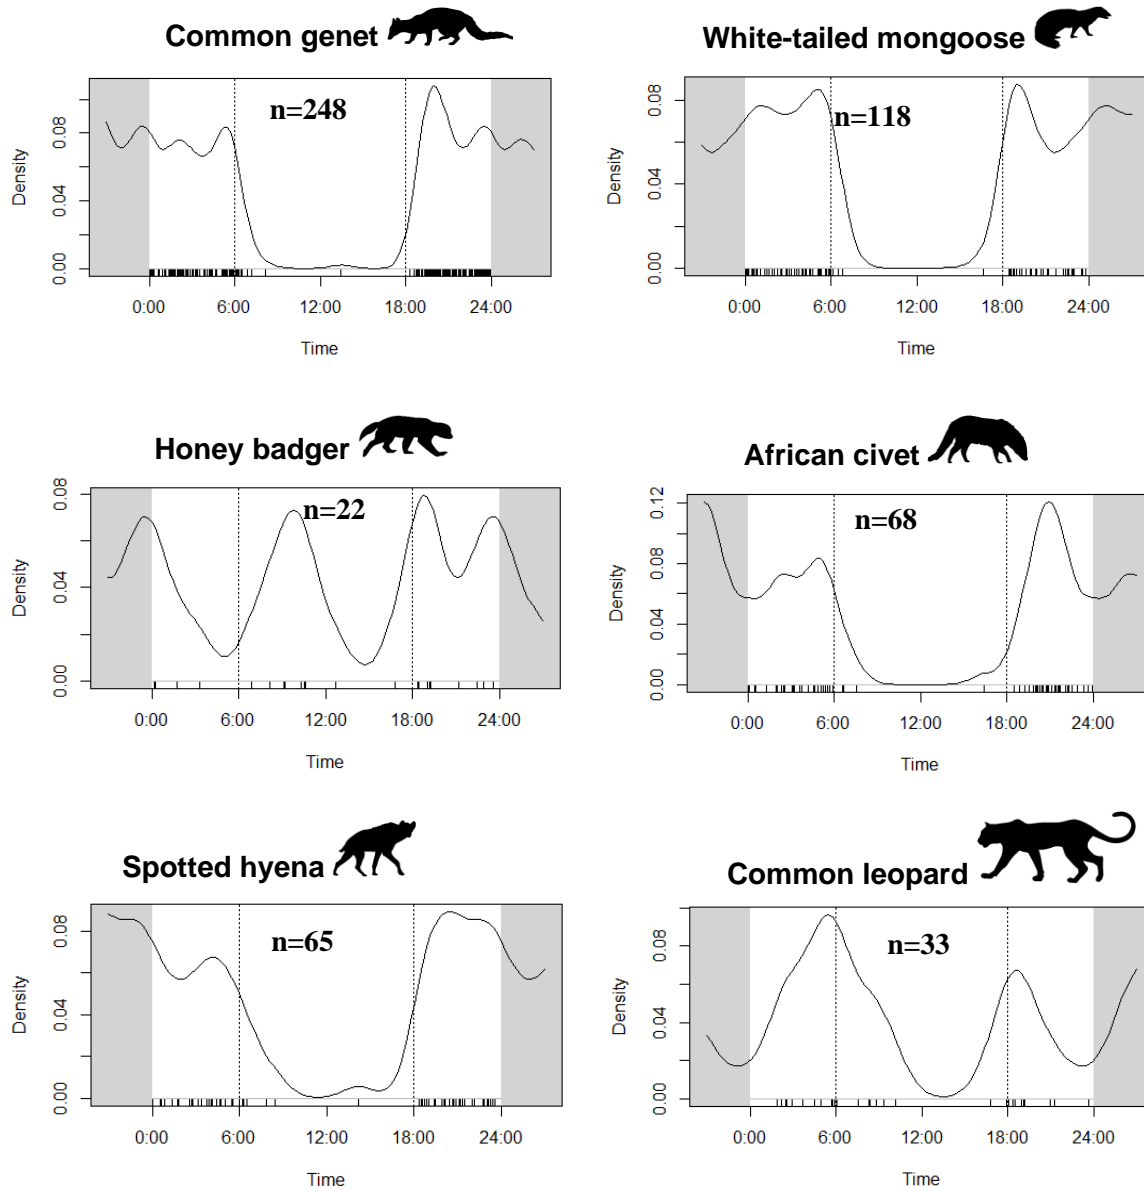 Common genet
White-tailed mongoose
n=248
n=118
Density
0.00 0.04 0.08
0:00 6:00 12:00 18:00 24:00
Time
Density
0.00 0.04 0.08
0:00 6:00 12:00 18:00 24:00
Time
Honey badger
African civet
n=22
n=68
Density
0.00 0.04 0.08
0:00 6:00 12:00 18:00 24:00
Time
Density
0.00 0.04 0.08 0.12
0:00 6:00 12:00 18:00 24:00
Time
Spotted hyena
Common leopard
n=65
n=33
Density
0.00 0.04 0.08
0:00 6:00 12:00 18:00 24:00
Time
Density
0.00 0.04 0.08
0:00 6:00 12:00 18:00 24:00
Time